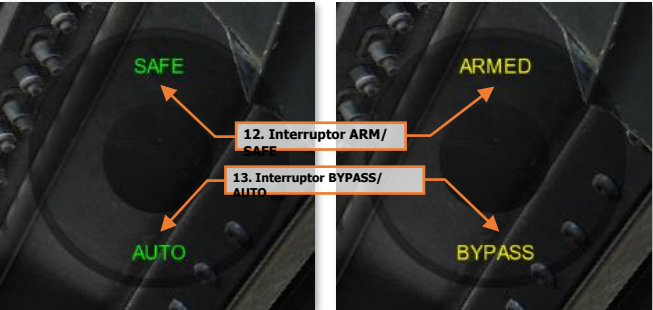 SAFE
ARMED
12. Interruptor ARM/
SAFE
13. Interruptor BYPASS/
AUTO
AUTO
BYPASS